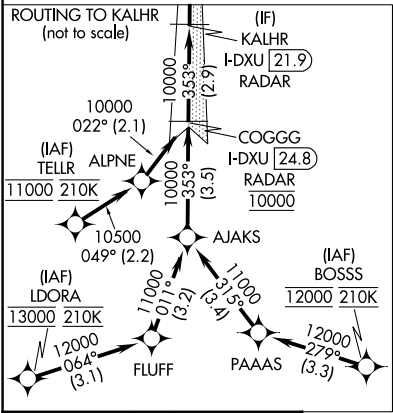 ROUTING TO KALHR
(not to scale)
(IF)
KALHR
I-DXU 21.9
RADAR
10000
353°
(2.9)
10000
022° (2.1)
(IAF)
TELLR
11000 210K
ALPNE
COGGG
I-DXU 24.8
RADAR
10000
10000
353°
(3.5)
10500
049° (2.2)
AJAKS
(IAF)
LDORA
13000 210K
11000
011°
(3.2)
11000
315°
(3.4)
(IAF)
BOSSS
12000 210K
12000
064°
(3.1)
FLUFF
PAAAS
12000
279°
(3.3)